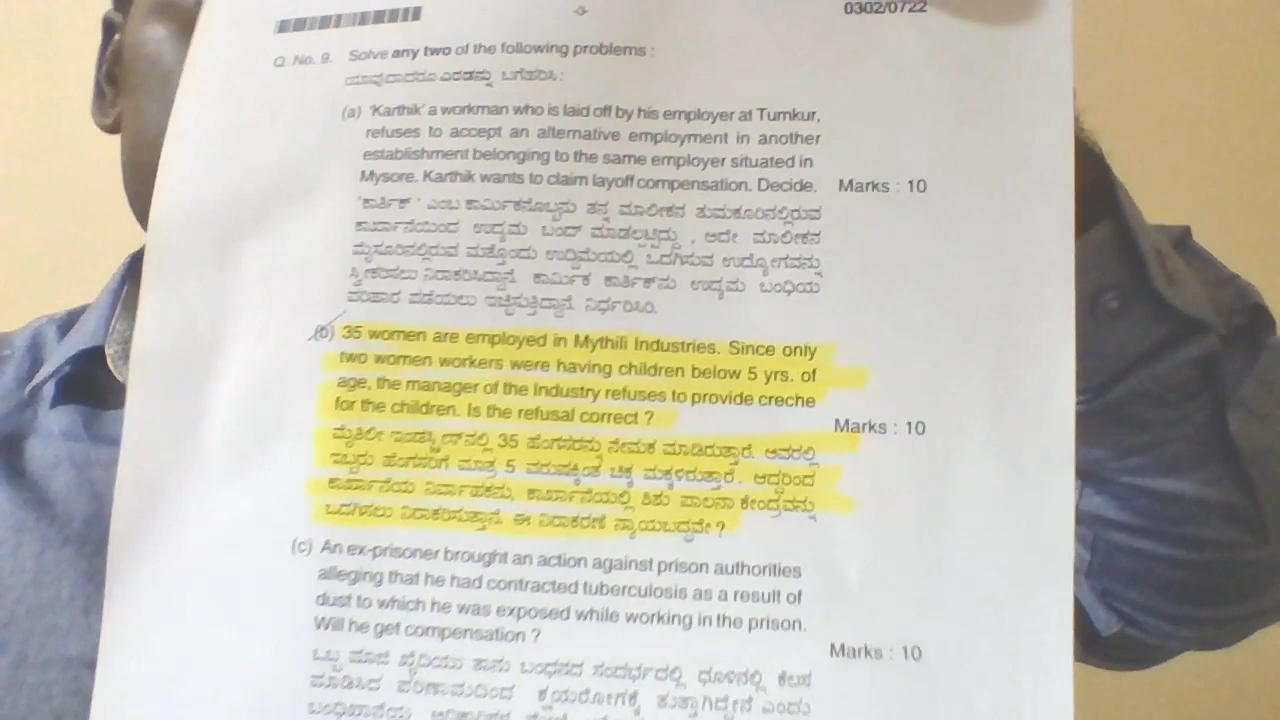 0302/0722
Q. No. 9. Solve any two of the following problems :
ಯಾವುದಾದರೂ ಎರಡನ್ನು ಬಗೆಹರಿಸಿ :
(a) 'Karthik' a workman who is laid off by his employer at Tumkur,
refuses to accept an alternative employment in another
establishment belonging to the same employer situated in
Mysore. Karthik wants to claim layoff compensation. Decide. Marks : 10
'ಕಾರ್ತಿಕ್' ಎಂಬ ಕಾರ್ಮಿಕನೊಬ್ಬನು ತನ್ನ ಮಾಲೀಕನ ತುಮಕೂರಿನಲ್ಲಿರುವ
ಕಾರ್ಖಾನೆಯಿಂದ ಉದ್ಯಮ ಬಂದ್ ಮಾಡಲ್ಪಟ್ಟಿದ್ದು , ಅದೇ ಮಾಲೀಕನ
ಮೈಸೂರಿನಲ್ಲಿರುವ ಮತ್ತೊಂದು ಉದ್ದಿಮೆಯಲ್ಲಿ ಒದಗಿಸುವ ಉದ್ಯೋಗವನ್ನು
ಸ್ವೀಕರಿಸಲು ನಿರಾಕರಿಸಿದ್ದಾನೆ. ಕಾರ್ಮಿಕ ಕಾರ್ತಿಕ್‌ನು ಉದ್ಯಮ ಬಂಧಿಯ
ಪರಿಹಾರ ಪಡೆಯಲು ಇಚ್ಛಿಸುತ್ತಿದ್ದಾನೆ. ನಿರ್ಧರಿಸಿರಿ.
(b) 35 women are employed in Mythili Industries. Since only
two women workers were having children below 5 yrs. of
age, the manager of the Industry refuses to provide creche
for the children. Is the refusal correct ? Marks : 10
ಮೈತಿಲೀ ಇಂಡಸ್ಟ್ರೀಸ್‌ನಲ್ಲಿ 35 ಹೆಂಗಸರನ್ನು ನೇಮಕ ಮಾಡಿರುತ್ತಾರೆ. ಅವರಲ್ಲಿ
ಇಬ್ಬರು ಹೆಂಗಸರಿಗೆ ಮಾತ್ರ 5 ವರುಷಕ್ಕಿಂತ ಚಿಕ್ಕ ಮಕ್ಕಳಿರುತ್ತಾರೆ. ಆದ್ದರಿಂದ
ಕಾರ್ಖಾನೆಯ ನಿರ್ವಾಹಕನು, ಕಾರ್ಖಾನೆಯಲ್ಲಿ ಶಿಶು ಪಾಲನಾ ಕೇಂದ್ರವನ್ನು
ಒದಗಿಸಲು ನಿರಾಕರಿಸುತ್ತಾನೆ. ಈ ನಿರಾಕರಣೆ ನ್ಯಾಯಬದ್ಧವೇ ?
(c) An ex-prisoner brought an action against prison authorities
alleging that he had contracted tuberculosis as a result of
dust to which he was exposed while working in the prison.
Will he get compensation ? Marks : 10
ಒಬ್ಬ ಮಾಜಿ ಖೈದಿಯು ತಾನು ಬಂಧನದ ಸಂದರ್ಭದಲ್ಲಿ ಧೂಳಿನಲ್ಲಿ ಕೆಲಸ
ಮಾಡಿಸಿದ ಪರಿಣಾಮದಿಂದ ಕ್ಷಯರೋಗಕ್ಕೆ ತುತ್ತಾಗಿದ್ದೇನೆ ಎಂದು